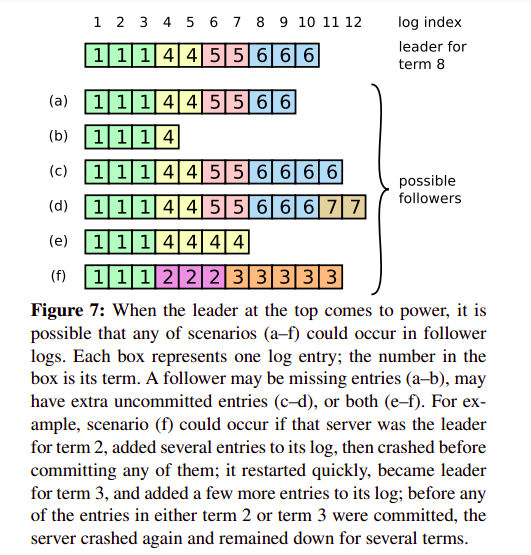 1 2 3 4 5 6 7 8 9 10 11 12 log index
1 1 1 4 4 5 5 6 6 6 leader for term 8
(a) 1 1 1 4 4 5 5 6 6
(b) 1 1 1 4
(c) 1 1 1 4 4 5 5 6 6 6 6
(d) 1 1 1 4 4 5 5 6 6 6 7 7
possible
followers
(e) 1 1 1 4 4 4 4
(f) 1 1 1 2 2 2 3 3 3 3 3
Figure 7: When the leader at the top comes to power, it is
possible that any of scenarios (a–f) could occur in follower
logs. Each box represents one log entry; the number in the
box is its term. A follower may be missing entries (a–b), may
have extra uncommitted entries (c–d), or both (e–f). For ex-
ample, scenario (f) could occur if that server was the leader
for term 2, added several entries to its log, then crashed before
committing any of them; it restarted quickly, became leader
for term 3, and added a few more entries to its log; before any
of the entries in either term 2 or term 3 were committed, the
server crashed again and remained down for several terms.